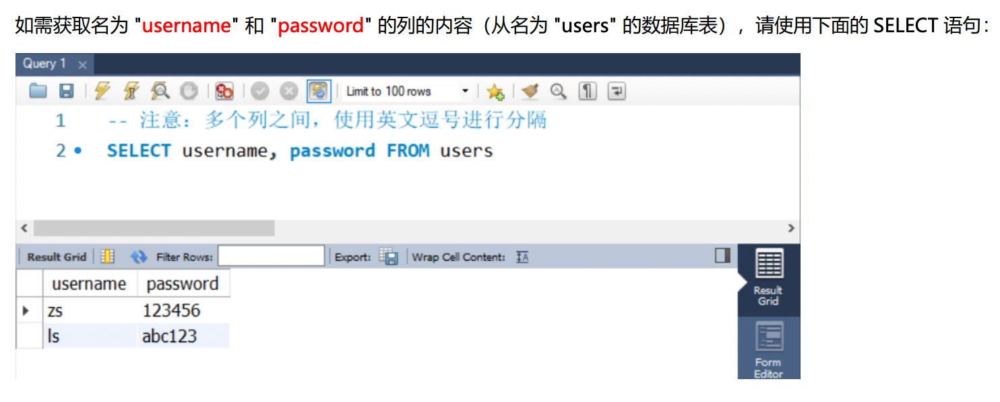 如需获取名为 "username" 和 "password" 的列的内容（从名为 "users" 的数据库表），请使用下面的 SELECT 语句：
Query 1
Limit to 100 rows
1 -- 注意：多个列之间，使用英文逗号进行分隔
2 SELECT username, password FROM users
Result Grid Filter Rows: Export: Wrap Cell Content:
username password
zs 123456
ls abc123
Result
Grid
Form
Editor